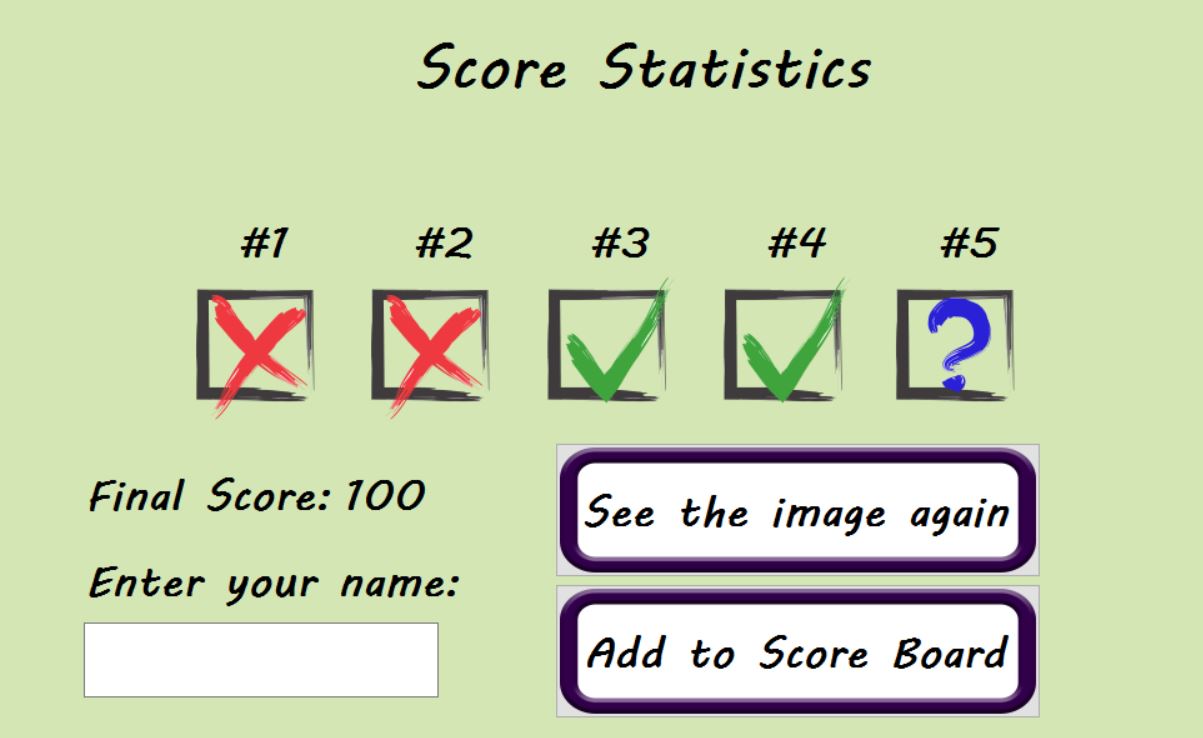 Score Statistics
#1 #2 #3 #4 #5
?
Final Score: 100
See the image again
Enter your name:
Add to Score Board